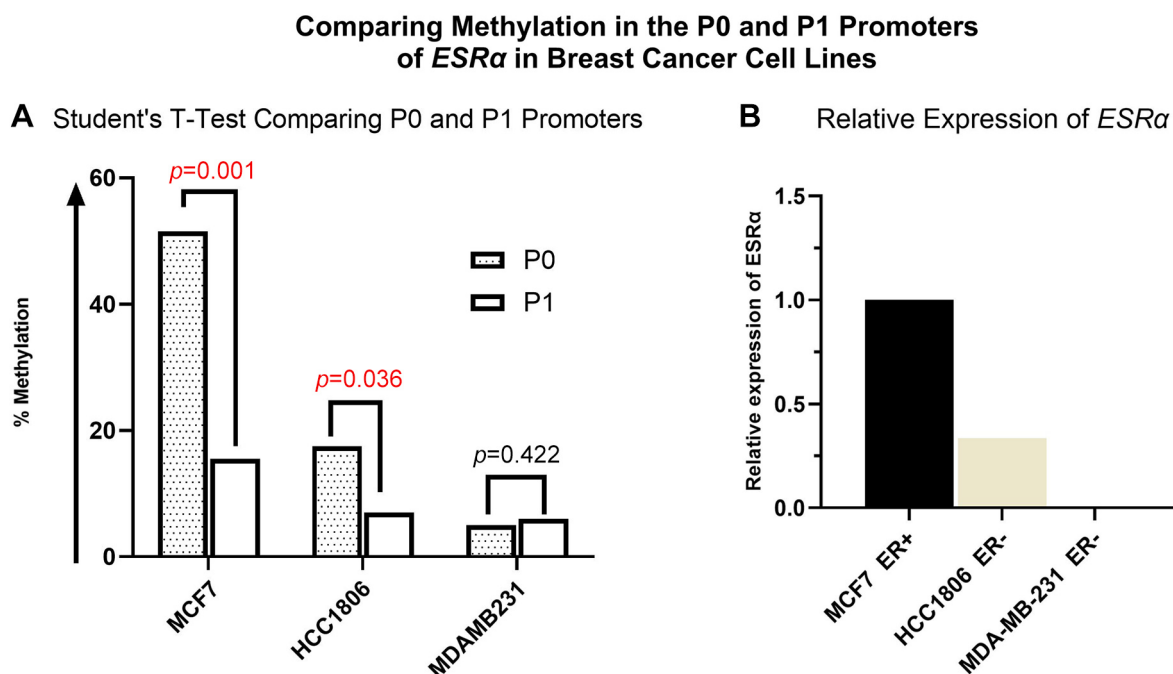 Comparing Methylation in the P0 and P1 Promoters
of ESRα in Breast Cancer Cell Lines
A Student's T-Test Comparing P0 and P1 Promoters
% Methylation
60
40
20
0
p=0.001
p=0.036
p=0.422
P0
P1
MCF7
HCC1806
MDAMB231
B Relative Expression of ESRα
Relative expression of ESRα
1.5
1.0
0.5
0.0
MCF7 ER+
HCC1806 ER-
MDA-MB-231 ER-